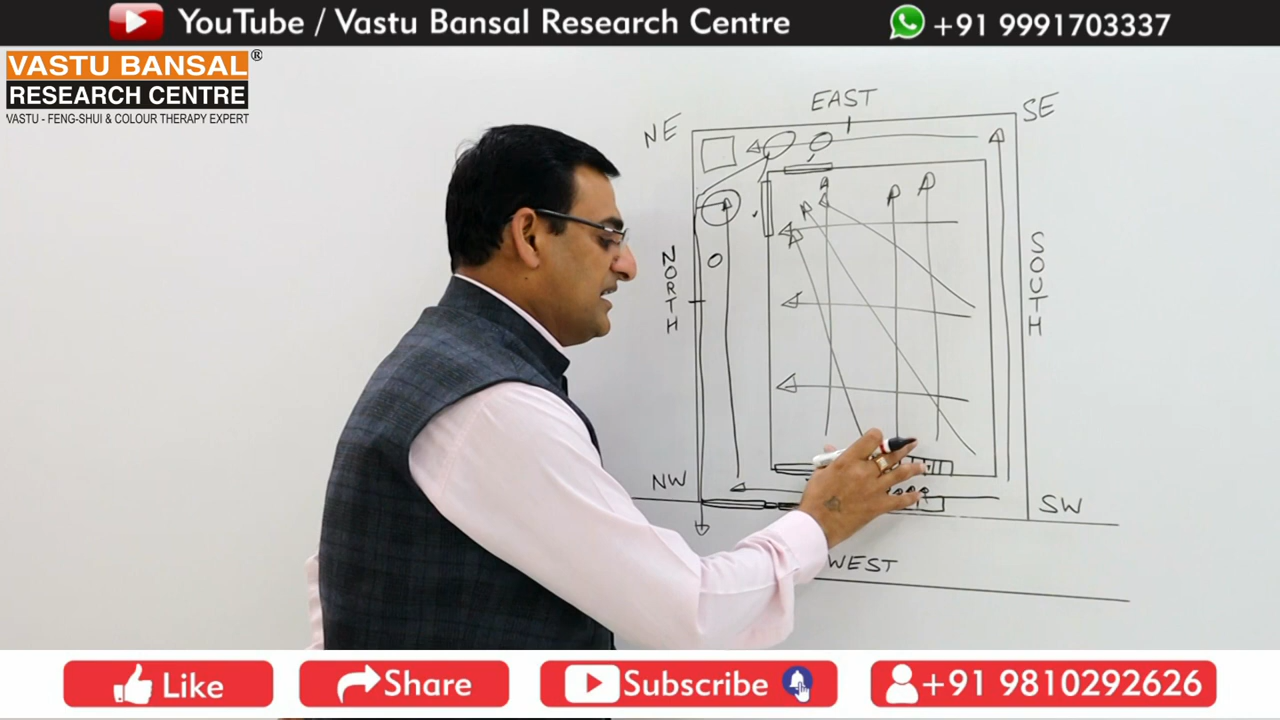 YouTube / Vastu Bansal Research Centre
+91 9991703337
VASTU BANSAL®
RESEARCH CENTRE
VASTU - FENG-SHUI & COLOUR THERAPY EXPERT
EAST
NE
SE
NORTH
SOUTH
NW
SW
WEST
Like
Share
Subscribe
+91 9810292626